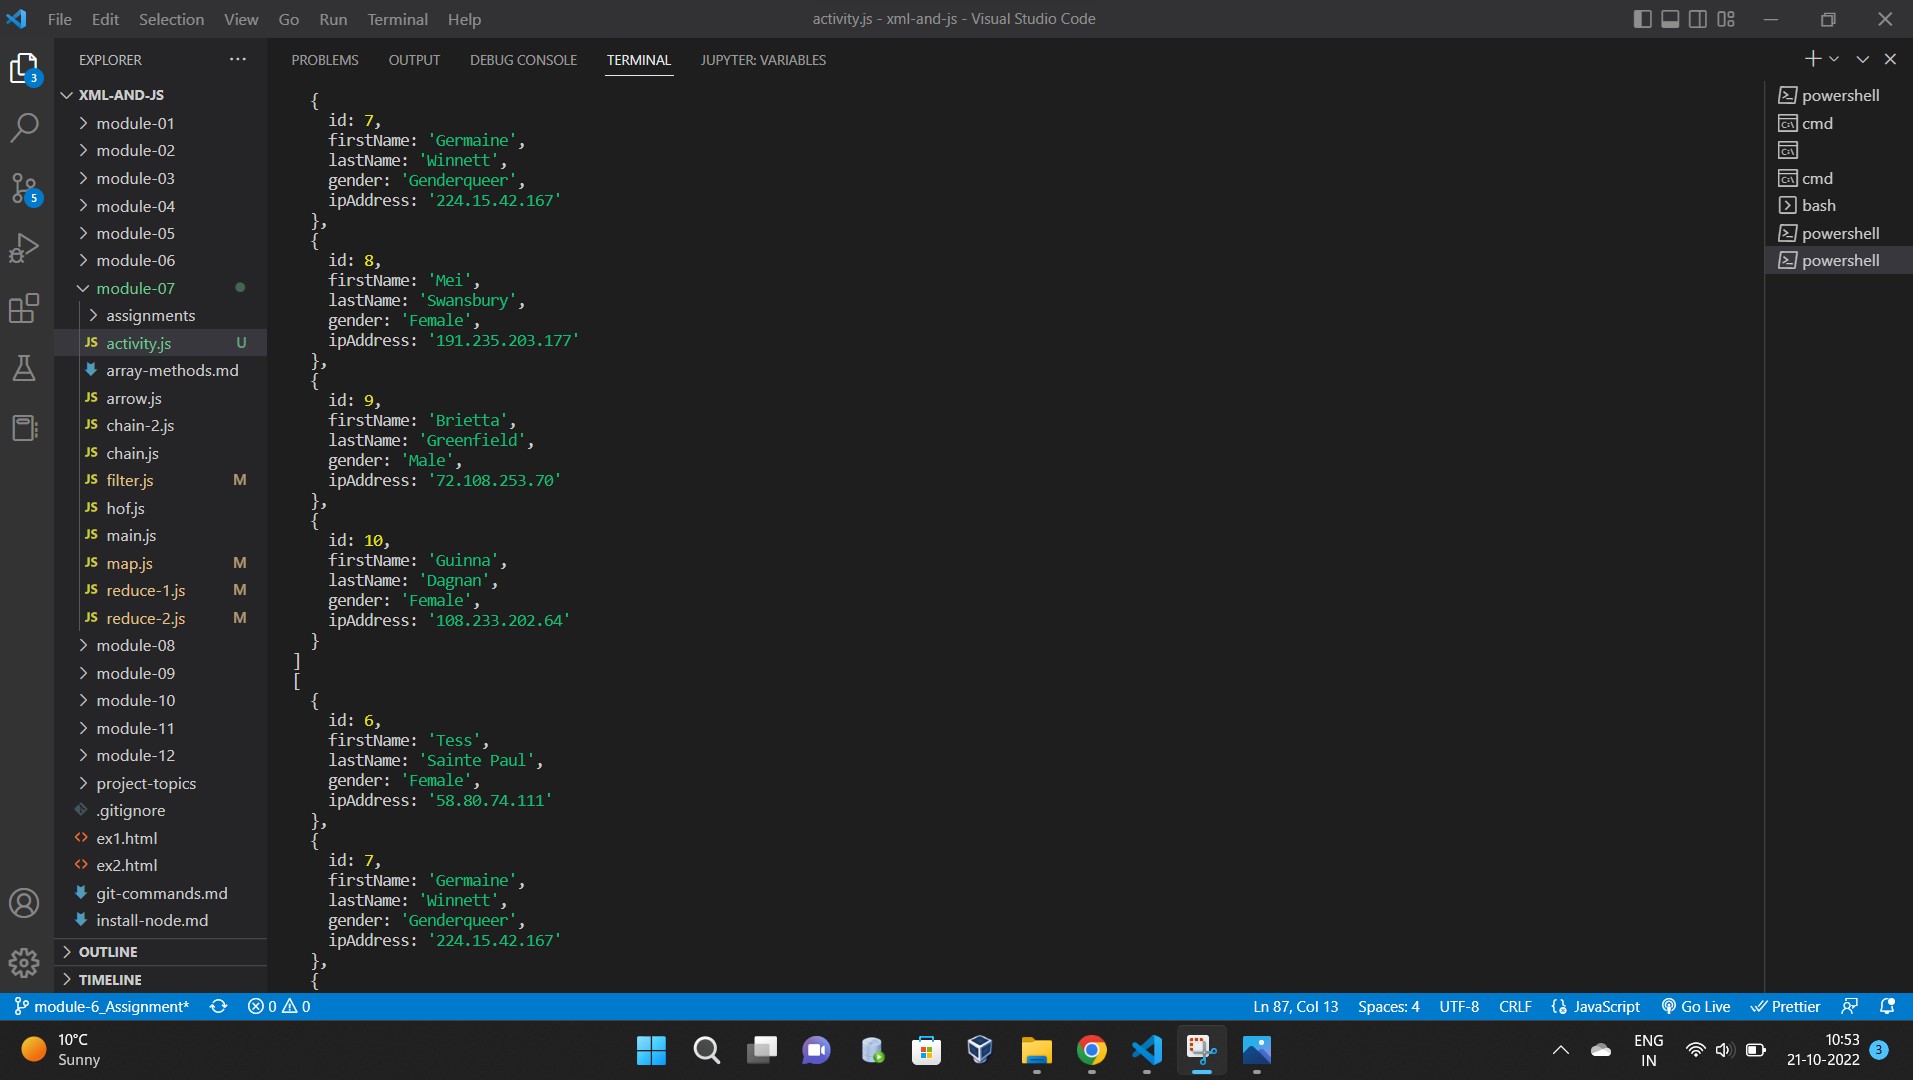 File Edit Selection View Go Run Terminal Help
activity.js - xml-and-js - Visual Studio Code
EXPLORER
3
5
XML-AND-JS
module-01
module-02
module-03
module-04
module-05
module-06
module-07
assignments
JS activity.js U
array-methods.md
JS arrow.js
JS chain-2.js
JS chain.js
JS filter.js M
JS hof.js
JS main.js
JS map.js M
JS reduce-1.js M
JS reduce-2.js M
module-08
module-09
module-10
module-11
module-12
project-topics
.gitignore
ex1.html
ex2.html
git-commands.md
install-node.md
OUTLINE
TIMELINE
PROBLEMS OUTPUT DEBUG CONSOLE TERMINAL JUPYTER: VARIABLES
{
id: 7,
firstName: 'Germaine',
lastName: 'Winnett',
gender: 'Genderqueer',
ipAddress: '224.15.42.167'
},
{
id: 8,
firstName: 'Mei',
lastName: 'Swansbury',
gender: 'Female',
ipAddress: '191.235.203.177'
},
{
id: 9,
firstName: 'Brietta',
lastName: 'Greenfield',
gender: 'Male',
ipAddress: '72.108.253.70'
},
{
id: 10,
firstName: 'Guinna',
lastName: 'Dagnan',
gender: 'Female',
ipAddress: '108.233.202.64'
}
]
[
{
id: 6,
firstName: 'Tess',
lastName: 'Sainte Paul',
gender: 'Female',
ipAddress: '58.80.74.111'
},
{
id: 7,
firstName: 'Germaine',
lastName: 'Winnett',
gender: 'Genderqueer',
ipAddress: '224.15.42.167'
},
{
powershell
cmd
cmd
bash
powershell
powershell
module-6_Assignment* 0 0
Ln 87, Col 13 Spaces: 4 UTF-8 CRLF JavaScript Go Live Prettier
10°C
Sunny
ENG
IN
10:53
21-10-2022
3